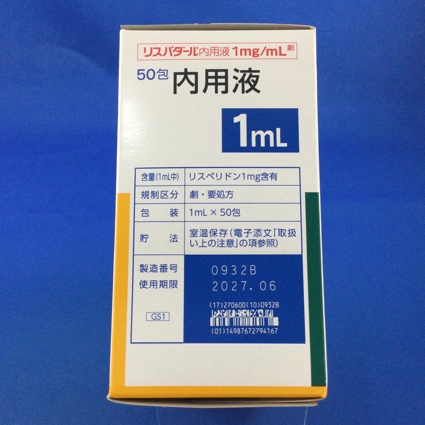 リスパダール内用液1mg/mL 劇
50包 内用液
1mL
含量(1mL中) リスペリドン1mg含有
規制区分 劇・要処方
包装 1mL×50包
貯法 室温保存(電子添文「取扱
い上の注意」の項参照)
製造番号 0932B
使用期限 2027.06
(17)270600(10)0932B
GS1
(01)14987672794167